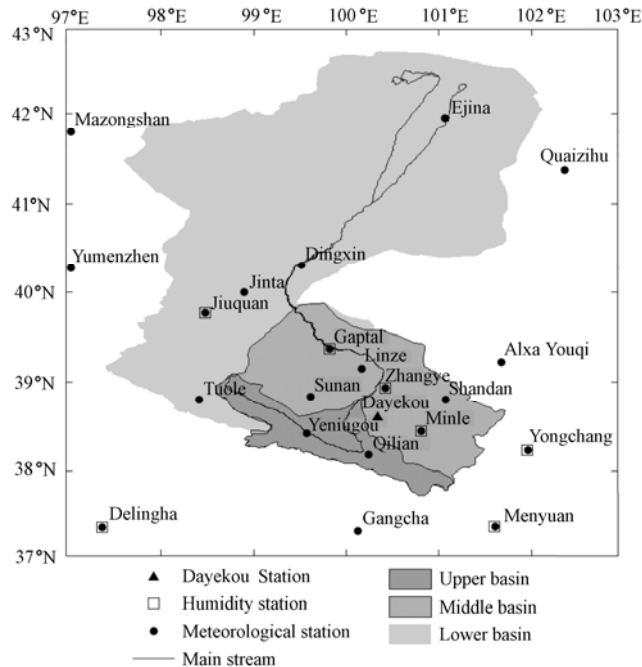 97°E 98°E 99°E 100°E 101°E 102°E 103°E
43°N
42°N
41°N
40°N
39°N
38°N
37°N
Ejina
Mazongshan
Quaizihu
Dingxin
Yumenzhen
Jinta
Jiuquan
Gaptal
Linze
Alxa Youqi
Zhangye
Tuole
Sunan
Shandan
Dayekou
Yeniugou
Minle
Qilian
Yongchang
Delingha
Gangcha
Menyuan
Dayekou Station
Humidity station
Meteorological station
Main stream
Upper basin
Middle basin
Lower basin